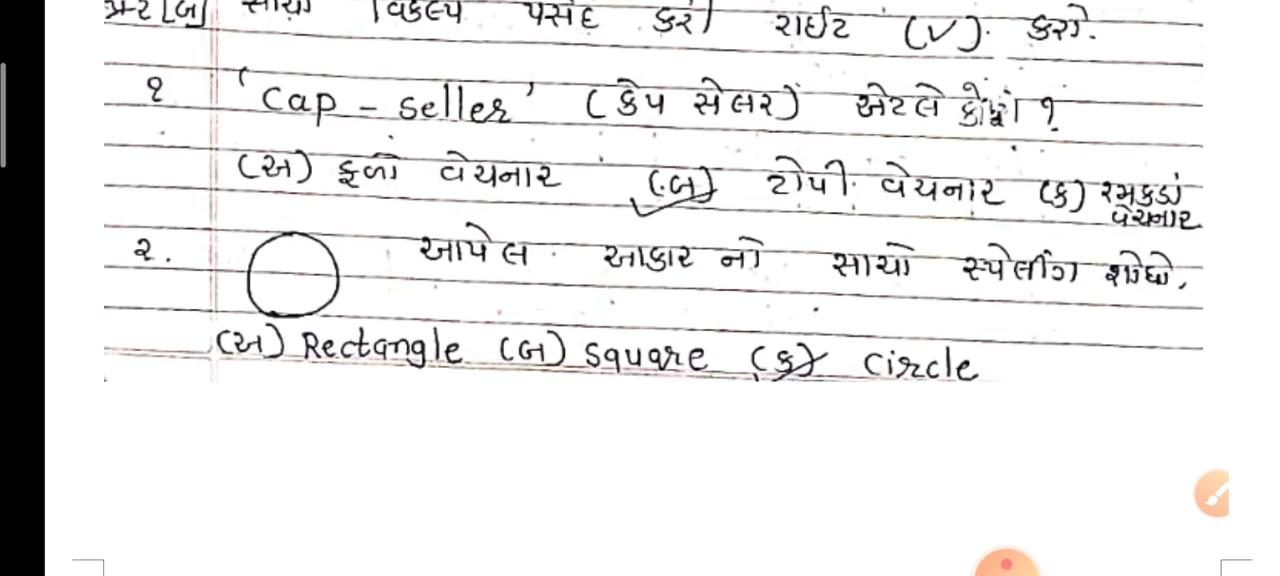 પ્ર-૨ [બ] સાચો વિકલ્પ પસંદ કરી રાઈટ (✓). કરો.
૧ 'Cap - seller' (કેપ સેલર) એટલે કોણ ?
(અ) ફળો વેચનાર (બ) ટોપી વેચનાર (ક) રમકડાં વેચનાર
૨. આપેલ આકાર નો સાચો સ્પેલીંગ શોધો.
(અ) Rectangle (બ) square (ક) circle